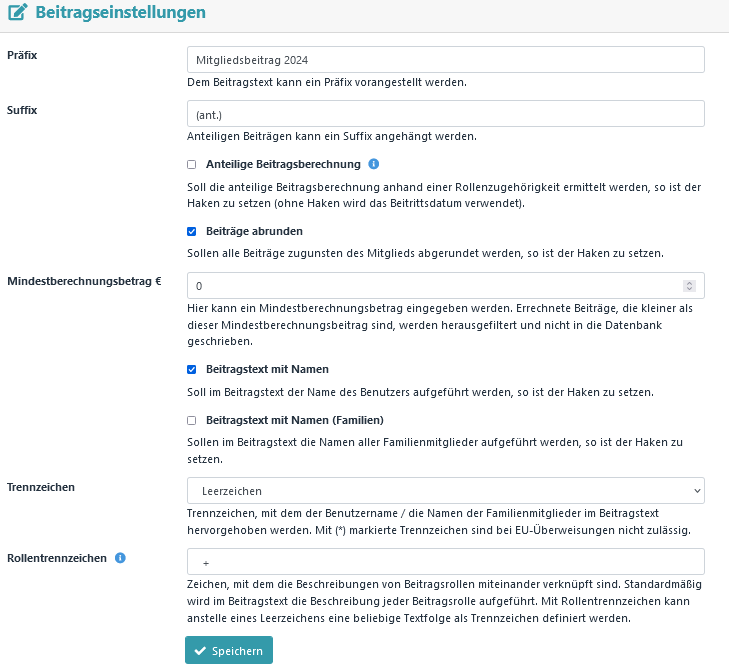 Beitragseinstellungen
Präfix
Mitgliedsbeitrag 2024
Dem Beitragstext kann ein Präfix vorangestellt werden.
Suffix
(ant.)
Anteiligen Beiträgen kann ein Suffix angehängt werden.
Anteilige Beitragsberechnung
Soll die anteilige Beitragsberechnung anhand einer Rollenzugehörigkeit ermittelt werden, so ist der
Haken zu setzen (ohne Haken wird das Beitrittsdatum verwendet).
Beiträge abrunden
Sollen alle Beiträge zugunsten des Mitglieds abgerundet werden, so ist der Haken zu setzen.
Mindestberechnungsbetrag €
0
Hier kann ein Mindestberechnungsbetrag eingegeben werden. Errechnete Beiträge, die kleiner als
dieser Mindestberechnungsbeitrag sind, werden herausgefiltert und nicht in die Datenbank
geschrieben.
Beitragstext mit Namen
Soll im Beitragstext der Name des Benutzers aufgeführt werden, so ist der Haken zu setzen.
Beitragstext mit Namen (Familien)
Sollen im Beitragstext die Namen aller Familienmitglieder aufgeführt werden, so ist der Haken zu
setzen.
Trennzeichen
Leerzeichen
Trennzeichen, mit dem der Benutzername / die Namen der Familienmitglieder im Beitragstext
hervorgehoben werden. Mit (*) markierte Trennzeichen sind bei EU-Überweisungen nicht zulässig.
Rollentrennzeichen
+
Zeichen, mit dem die Beschreibungen von Beitragsrollen miteinander verknüpft sind. Standardmäßig
wird im Beitragstext die Beschreibung jeder Beitragsrolle aufgeführt. Mit Rollentrennzeichen kann
anstelle eines Leerzeichens eine beliebige Textfolge als Trennzeichen definiert werden.
Speichern